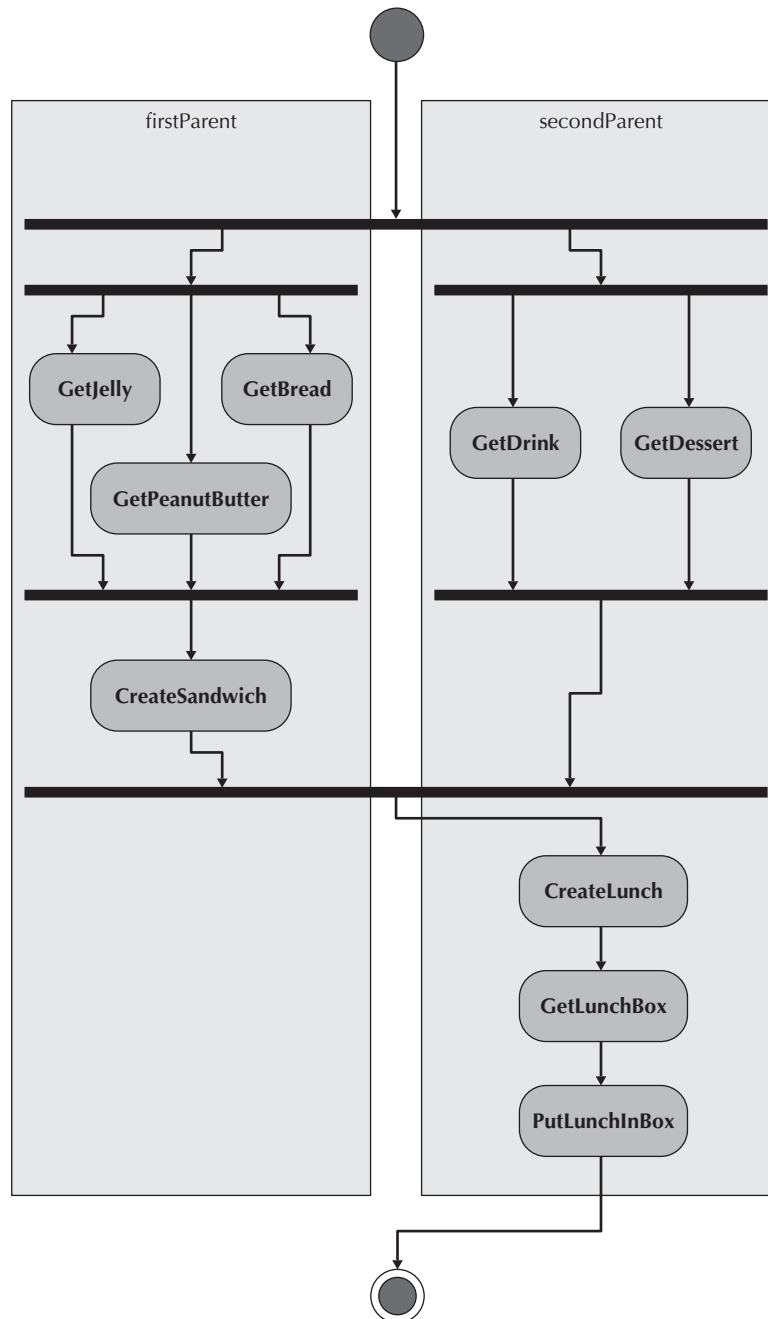 firstParent
secondParent
GetJelly
GetBread
GetDrink
GetDessert
GetPeanutButter
CreateSandwich
CreateLunch
GetLunchBox
PutLunchInBox